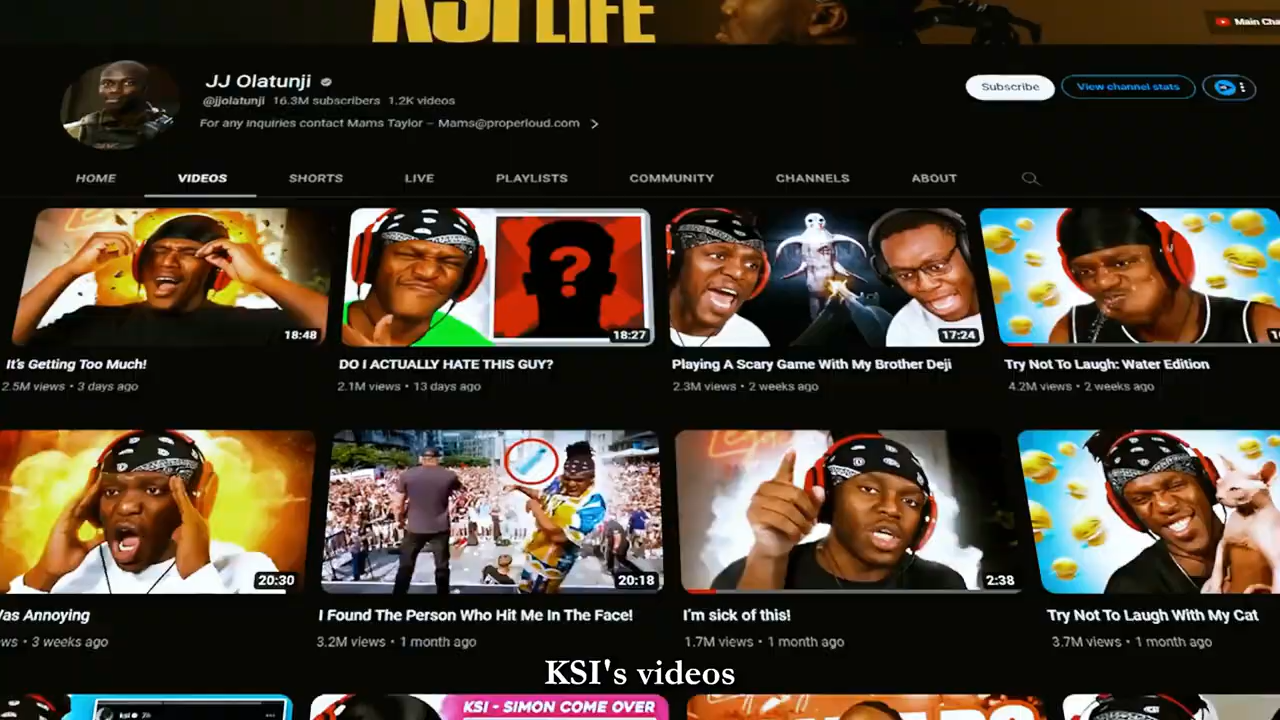 KSI LIFE
Main Cha
JJ Olatunji
@jjolatunji 16.3M subscribers 1.2K videos
For any inquiries contact Mams Taylor – Mams@properloud.com
Subscribe
View channel stats
HOME VIDEOS SHORTS LIVE PLAYLISTS COMMUNITY CHANNELS ABOUT
18:48
?
18:27
17:24
It's Getting Too Much!
DO I ACTUALLY HATE THIS GUY?
Playing A Scary Game With My Brother Deji
Try Not To Laugh: Water Edition
2.5M views • 3 days ago
2.1M views • 13 days ago
2.3M views • 2 weeks ago
4.2M views • 2 weeks ago
20:30
20:18
2:38
Was Annoying
I Found The Person Who Hit Me In The Face!
I'm sick of this!
Try Not To Laugh With My Cat
ws • 3 weeks ago
3.2M views • 1 month ago
1.7M views • 1 month ago
3.7M views • 1 month ago
KSI's videos
ksi
KSI - SIMON COME OVER